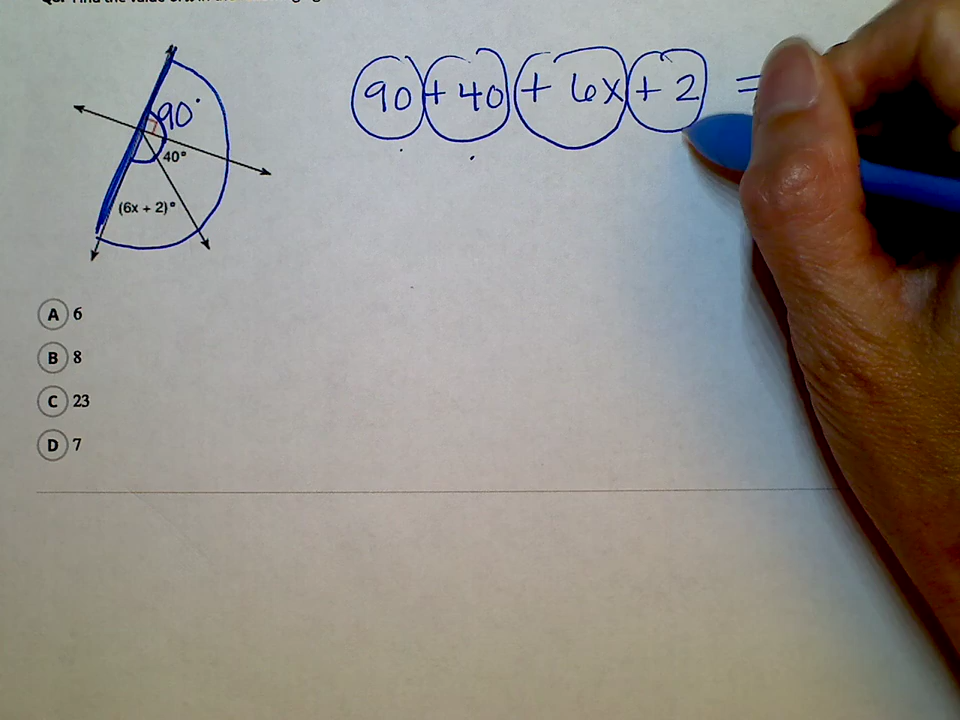 90 + 40 + 6x + 2 =
90°
40°
(6x + 2)°
A 6
B 8
C 23
D 7